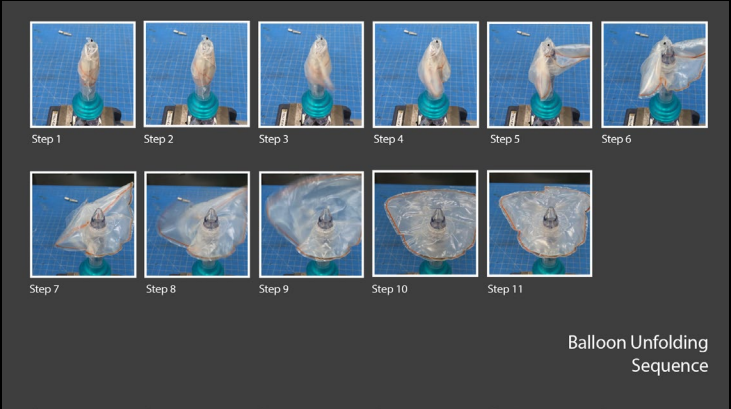 Step 1
Step 2
Step 3
Step 4
Step 5
Step 6
Step 7
Step 8
Step 9
Step 10
Step 11
Balloon Unfolding
Sequence